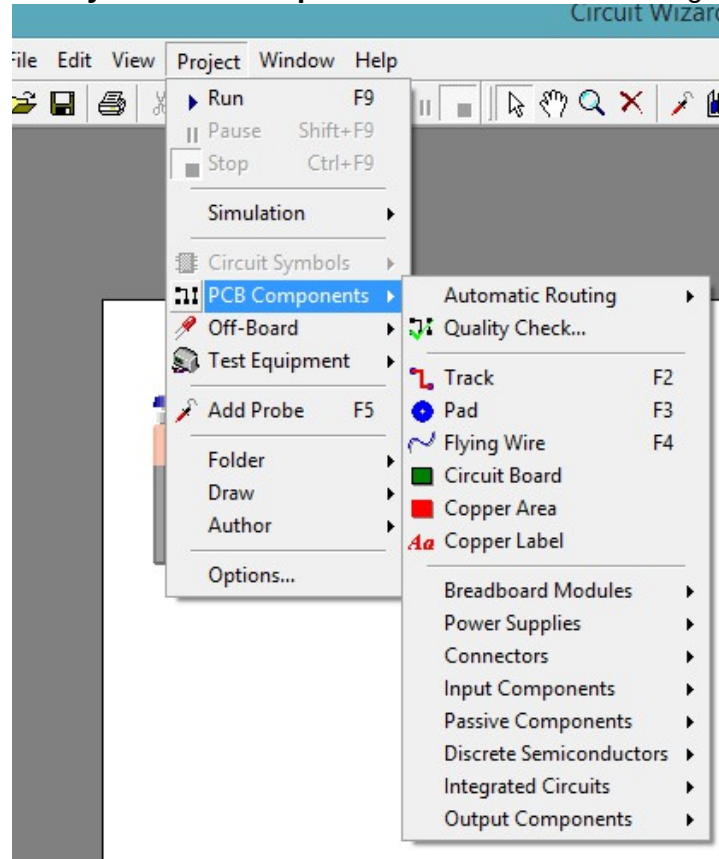 Circuit Wizard
File Edit View Project Window Help
Run F9
Pause Shift+F9
Stop Ctrl+F9
Simulation
Circuit Symbols
PCB Components
Off-Board
Test Equipment
Add Probe F5
Folder
Draw
Author
Options...
Automatic Routing
Quality Check...
Track F2
Pad F3
Flying Wire F4
Circuit Board
Copper Area
Aa Copper Label
Breadboard Modules
Power Supplies
Connectors
Input Components
Passive Components
Discrete Semiconductors
Integrated Circuits
Output Components